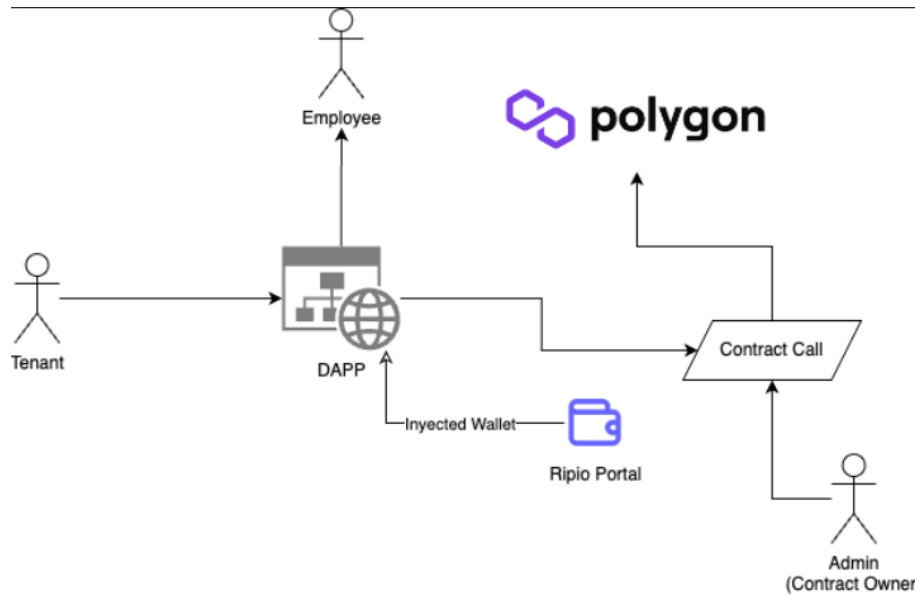 Employee
polygon
Tenant
DAPP
Contract Call
Inyected Wallet
Ripio Portal
Admin
(Contract Owner